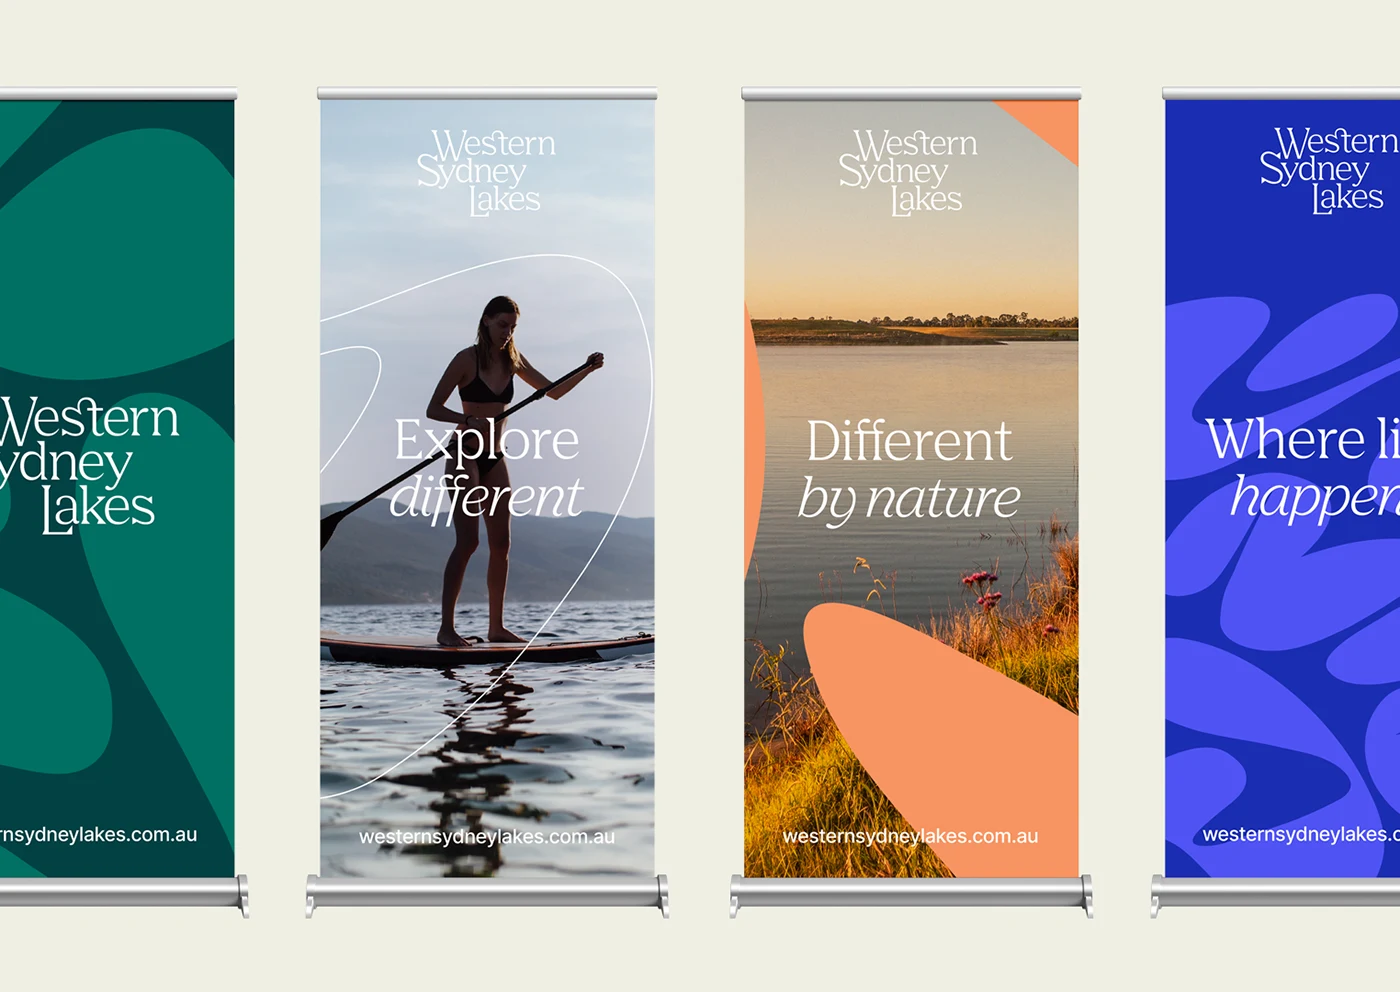 Western
ydney
Lakes
rnsydneylakes.com.au
Western
Sydney
Lakes
Explore
different
westernsydneylakes.com.au
Western
Sydney
Lakes
Different
by nature
westernsydneylakes.com.au
Western
Sydney
Lakes
Where li
happen
westernsydneylakes.c